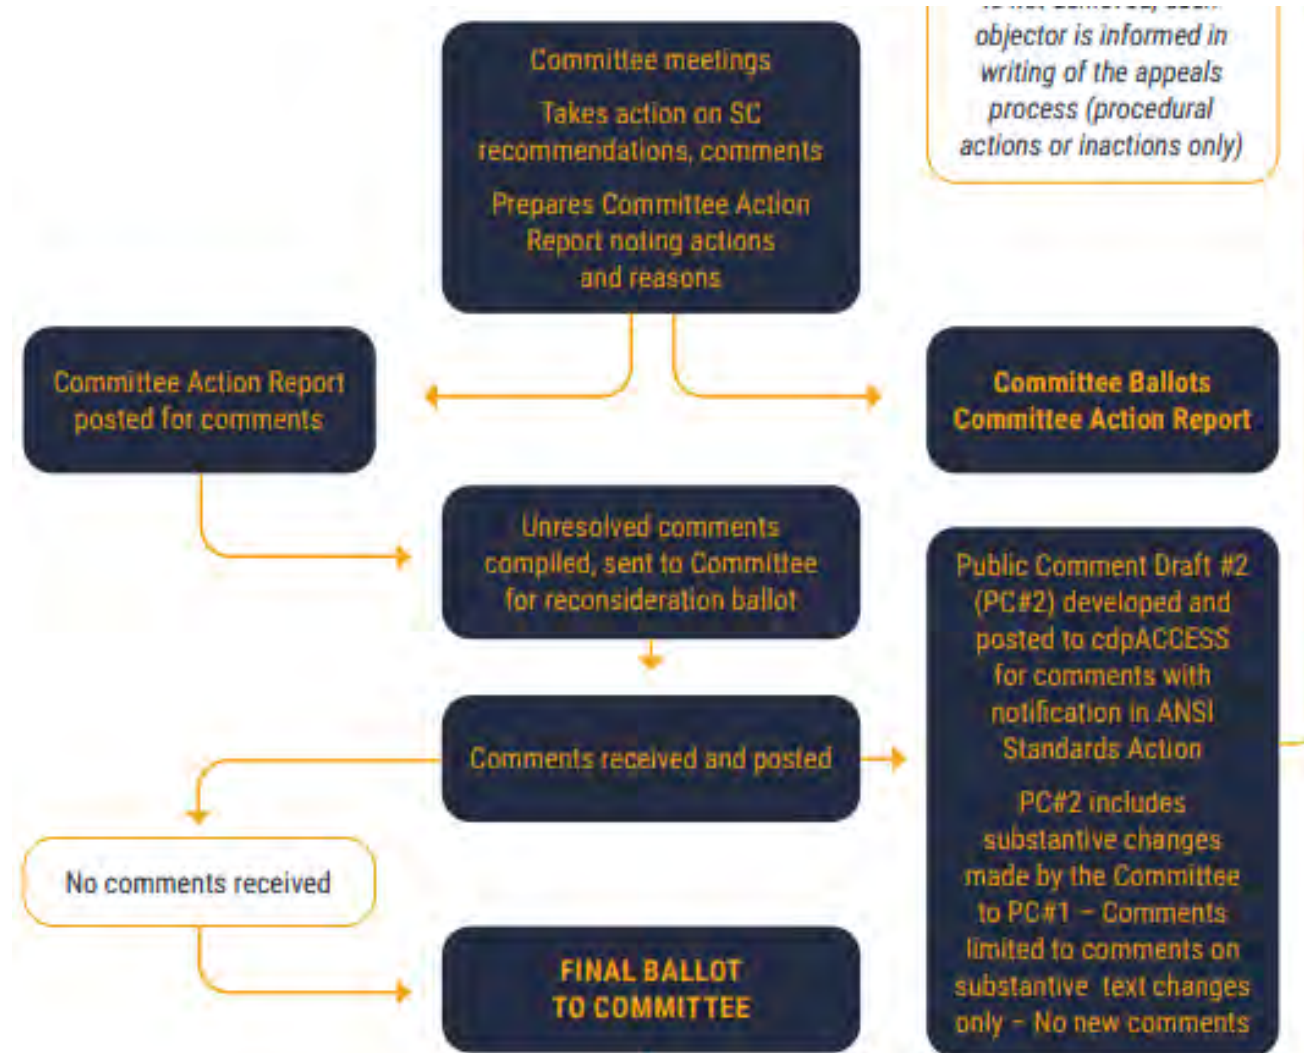 Committee meetings
Takes action on SC
recommendations, comments
Prepares Committee Action
Report noting actions
and reasons
objector is informed in
writing of the appeals
process (procedural
actions or inactions only)
Committee Action Report
posted for comments
Committee Ballots
Committee Action Report
Unresolved comments
compiled, sent to Committee
for reconsideration ballot
Public Comment Draft #2
(PC#2) developed and
posted to cdpACCESS
for comments with
notification in ANSI
Standards Action
PC#2 includes
substantive changes
made by the Committee
to PC#1 – Comments
limited to comments on
substantive text changes
only – No new comments
Comments received and posted
No comments received
FINAL BALLOT
TO COMMITTEE